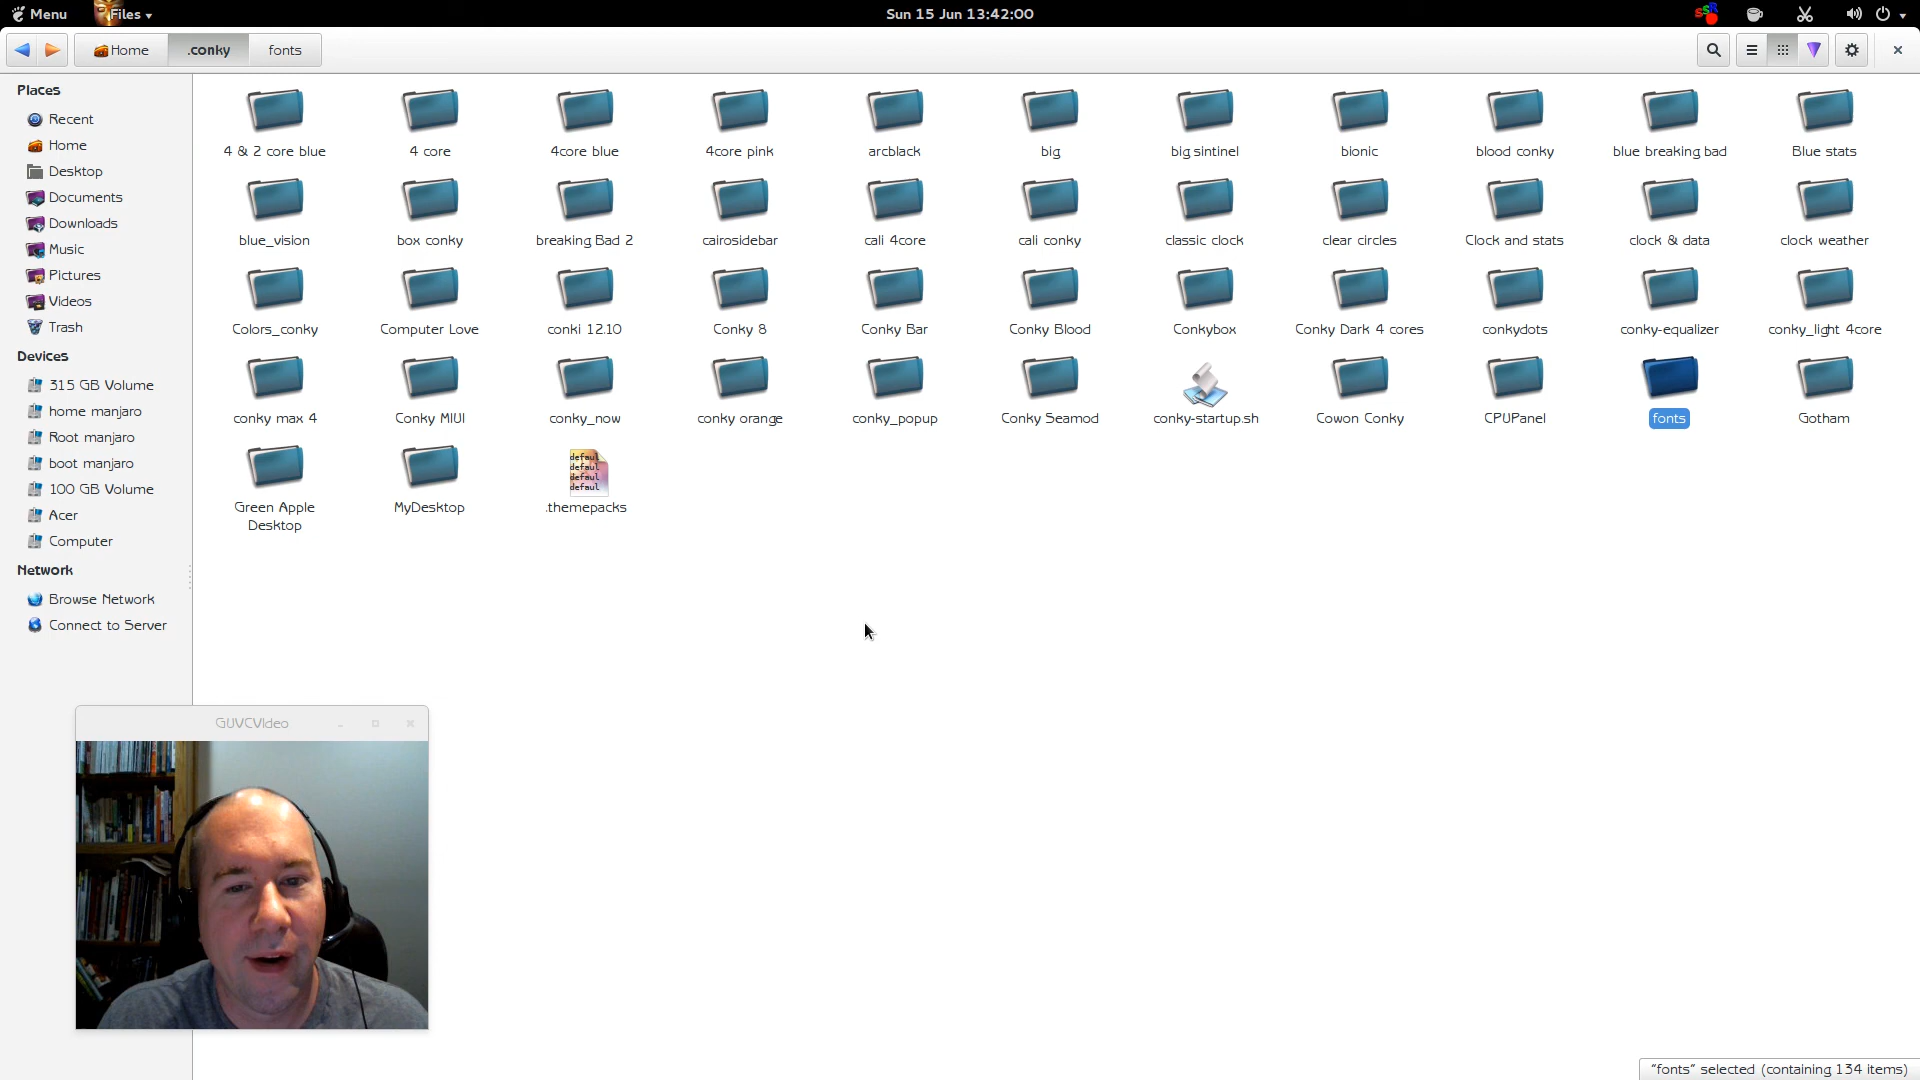 Menu
Files
Sun 15 Jun 13:42:00
SSR
Home
.conky
fonts
Places
Recent
Home
Desktop
Documents
Downloads
Music
Pictures
Videos
Trash
Devices
315 GB Volume
home manjaro
Root manjaro
boot manjaro
100 GB Volume
Acer
Computer
Network
Browse Network
Connect to Server
4 & 2 core blue
4 core
4core blue
4core pink
arcblack
big
big sintinel
bionic
blood conky
blue breaking bad
Blue stats
blue_vision
box conky
breaking Bad 2
cairosidebar
cali 4core
cali conky
classic clock
clear circles
Clock and stats
clock & data
clock weather
Colors_conky
Computer Love
conki 12.10
Conky 8
Conky Bar
Conky Blood
Conkybox
Conky Dark 4 cores
conkydots
conky-equalizer
conky_light 4core
conky max 4
Conky MIUI
conky_now
conky orange
conky_popup
Conky Seamod
conky-startup.sh
Cowon Conky
CPUPanel
fonts
Gotham
Green Apple
Desktop
MyDesktop
defaul
defaul
defaul
defaul
.themepacks
GUVCVideo
"fonts" selected (containing 134 items)